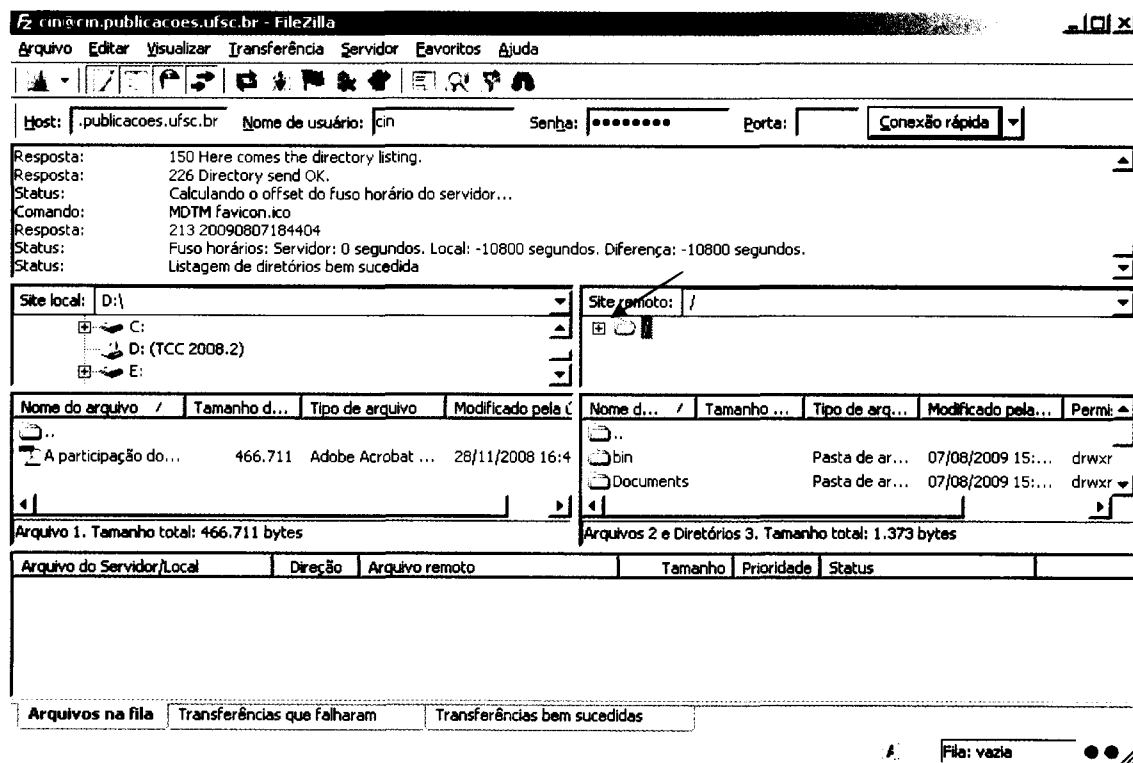 cin@cin.publicacoes.ufsc.br - FileZilla
Arquivo Editar Visualizar Transferência Servidor Favoritos Ajuda
Host: .publicacoes.ufsc.br Nome de usuário: cin Senha: ●●●●●●●●● Porta: Conexão rápida
Resposta: 150 Here comes the directory listing.
Resposta: 226 Directory send OK.
Status: Calculando o offset do fuso horário do servidor...
Comando: MDTM favicon.ico
Resposta: 213 20090807184404
Status: Fuso horários: Servidor: 0 segundos. Local: -10800 segundos. Diferença: -10800 segundos.
Status: Listagem de diretórios bem sucedida
Site local: D:\ Site remoto: /
C: /
D: (TCC 2008.2)
E:
Nome do arquivo / Tamanho d... Tipo de arquivo Modificado pela ú Nome d... / Tamanho ... Tipo de arq... Modificado pela... Permi:
.. ..
A participação do... 466.711 Adobe Acrobat ... 28/11/2008 16:4 bin Pasta de ar... 07/08/2009 15:... drwxr
Documents Pasta de ar... 07/08/2009 15:... drwxr
Arquivo 1. Tamanho total: 466.711 bytes Arquivos 2 e Diretórios 3. Tamanho total: 1.373 bytes
Arquivo do Servidor/Local Direção Arquivo remoto Tamanho Prioridade Status
Arquivos na fila Transferências que falharam Transferências bem sucedidas
Fila: vazia